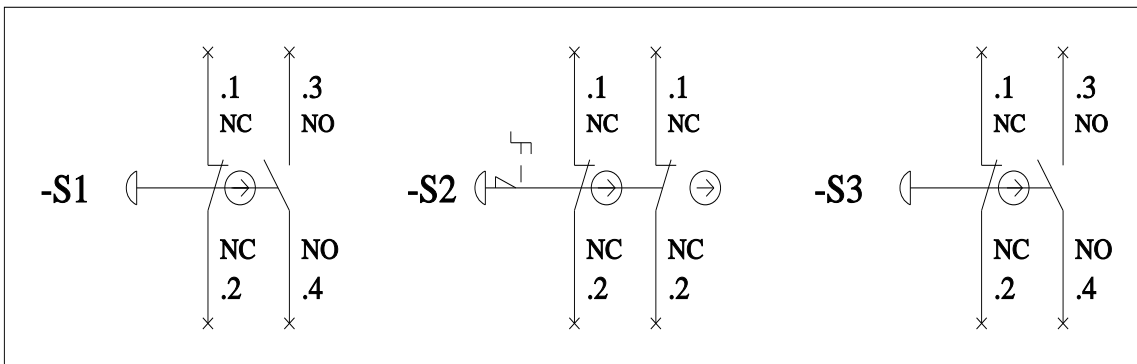 .1 .3 .1 .1 .1 .3
NC NO NC NC NC NO
-S1 -S2 -S3
NC NO NC NC NC NO
.2 .4 .2 .2 .2 .4